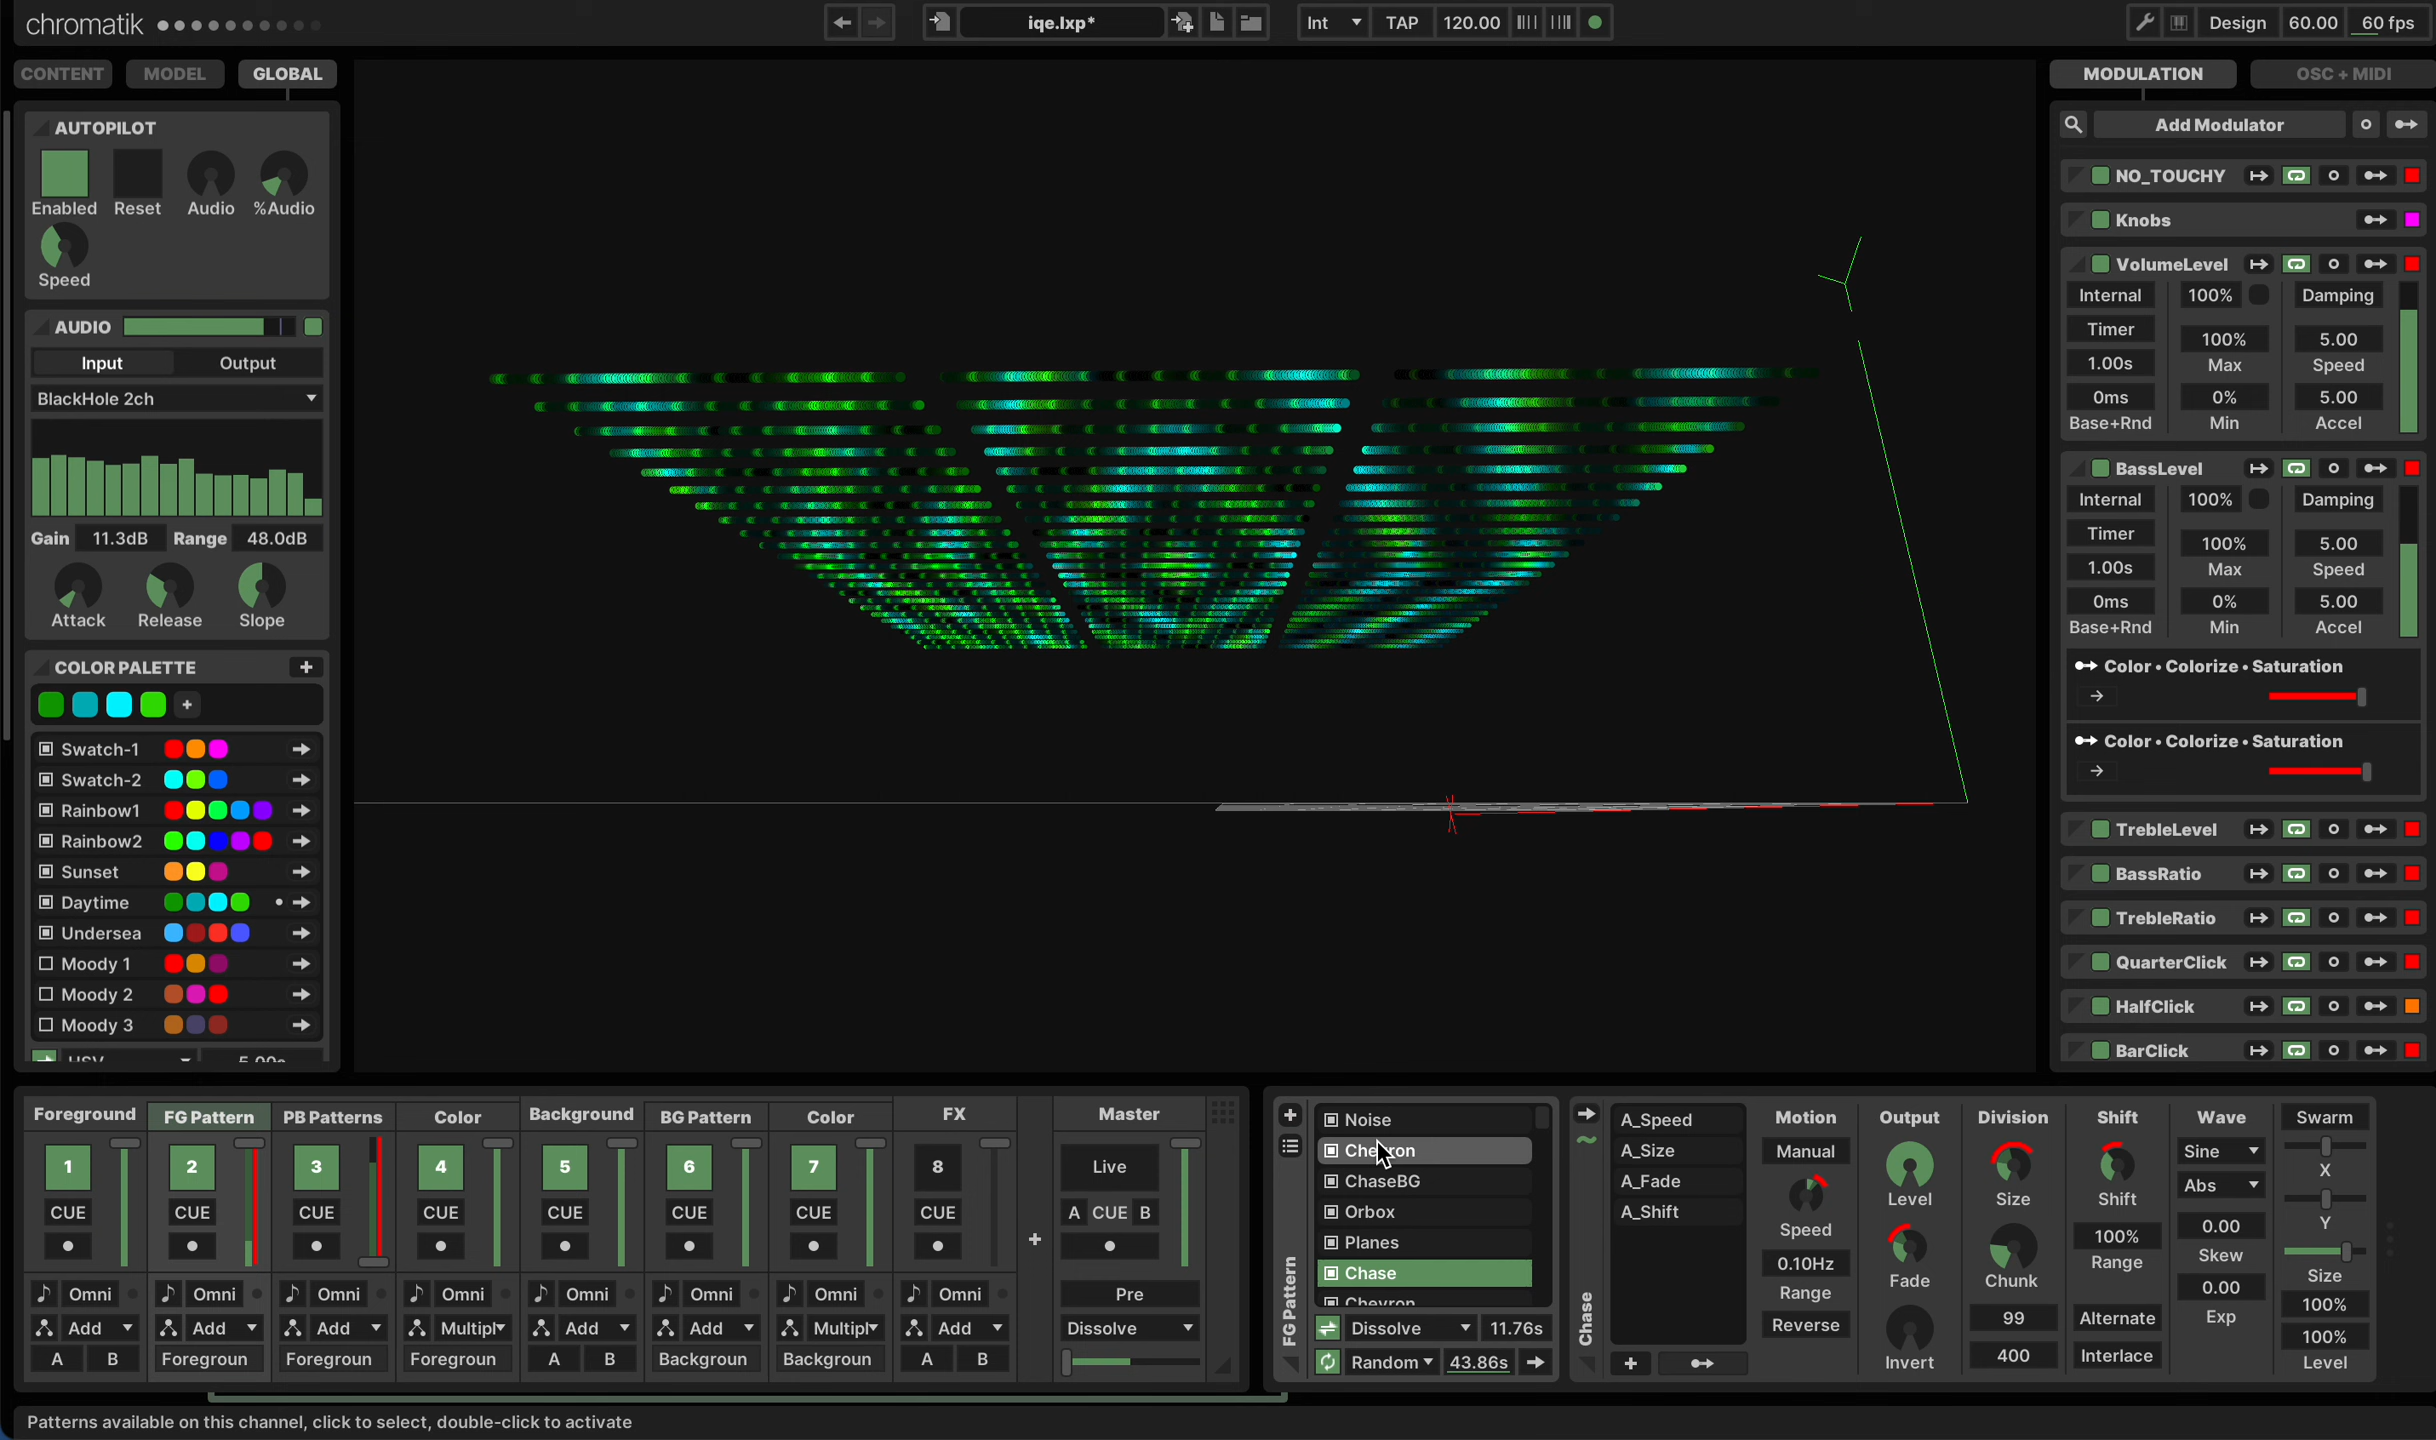 chromatik
iqe.lxp*
Int
TAP
120.00
Design
60.00
60 fps
CONTENT
MODEL
GLOBAL
AUTOPILOT
Enabled
Reset
Audio
%Audio
Speed
AUDIO
Input
Output
BlackHole 2ch
Gain
11.3dB
Range
48.0dB
Attack
Release
Slope
COLOR PALETTE
Swatch-1
Swatch-2
Rainbow1
Rainbow2
Sunset
Daytime
Undersea
Moody 1
Moody 2
Moody 3
HSV
5.00s
MODULATION
OSC + MIDI
Add Modulator
NO_TOUCHY
Knobs
VolumeLevel
Internal
100%
Damping
Timer
100%
5.00
1.00s
Max
Speed
0ms
0%
5.00
Base+Rnd
Min
Accel
BassLevel
Internal
100%
Damping
Timer
100%
5.00
1.00s
Max
Speed
0ms
0%
5.00
Base+Rnd
Min
Accel
Color • Colorize • Saturation
Color • Colorize • Saturation
TrebleLevel
BassRatio
TrebleRatio
QuarterClick
HalfClick
BarClick
Foreground
FG Pattern
PB Patterns
Color
Background
BG Pattern
Color
FX
Master
1
2
3
4
5
6
7
8
Live
CUE
CUE
CUE
CUE
CUE
CUE
CUE
CUE
A CUE B
Omni
Omni
Omni
Omni
Omni
Omni
Omni
Omni
Pre
Add
Add
Add
Multipl
Add
Add
Multipl
Add
Dissolve
A
B
Foregroun
Foregroun
Foregroun
A
B
Backgroun
Backgroun
A
B
FG Pattern
Noise
Chevron
ChaseBG
Orbox
Planes
Chase
Chevron
Dissolve
11.76s
Random
43.86s
Chase
A_Speed
A_Size
A_Fade
A_Shift
Motion
Manual
Speed
0.10Hz
Range
Reverse
Output
Level
Fade
Invert
Division
Size
Chunk
99
400
Shift
Shift
100%
Range
Alternate
Interlace
Wave
Sine
Abs
0.00
Skew
0.00
Exp
Swarm
X
Y
Size
100%
100%
Level
Patterns available on this channel, click to select, double-click to activate